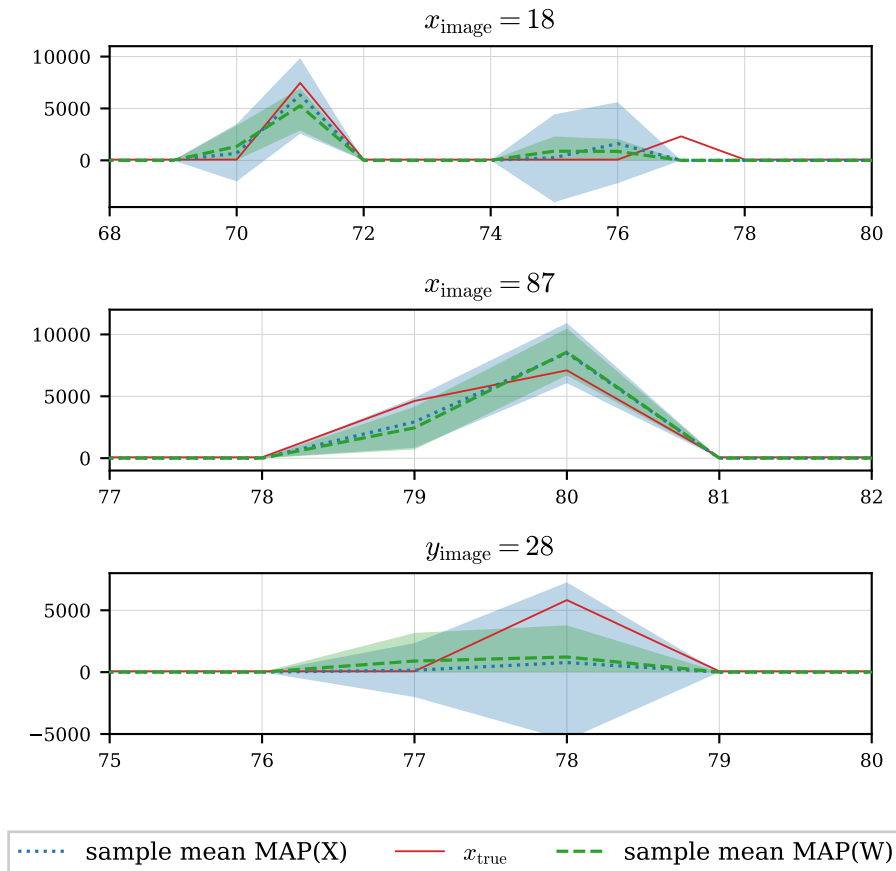 x_image = 18
10000
5000
0
68 70 72 74 76 78 80
x_image = 87
10000
5000
0
77 78 79 80 81 82
y_image = 28
5000
0
−5000
75 76 77 78 79 80
sample mean MAP(X) x_true sample mean MAP(W)